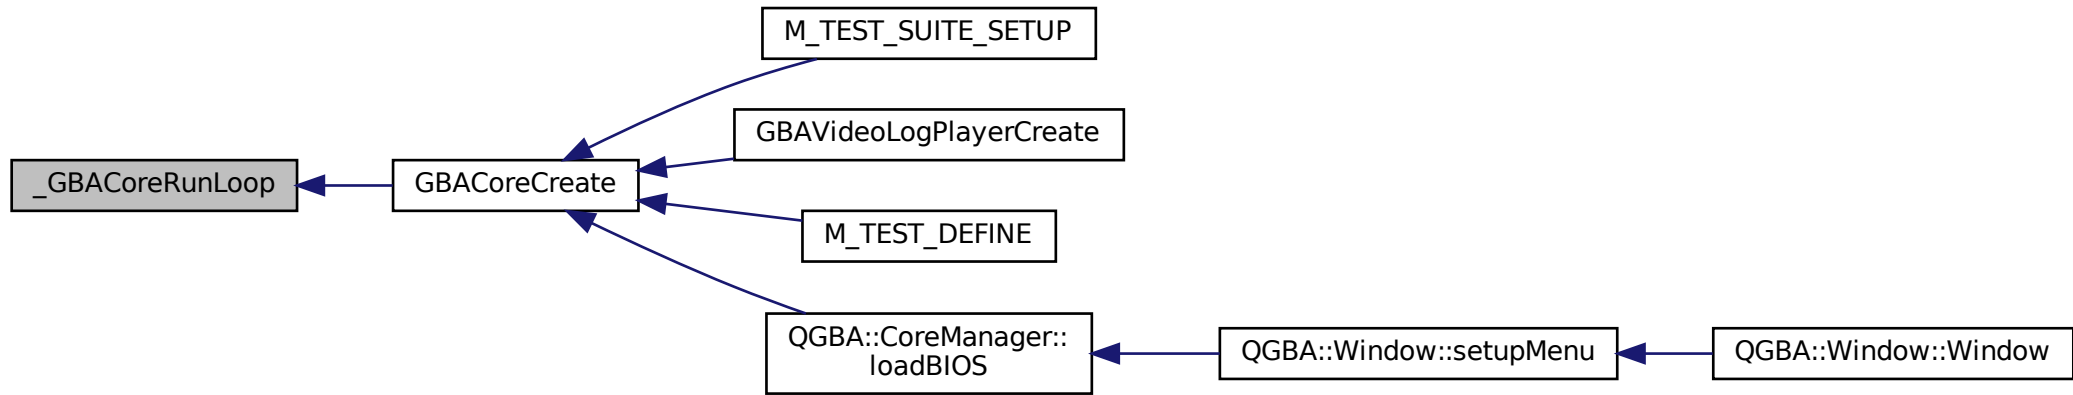 M_TEST_SUITE_SETUP
GBAVideoLogPlayerCreate
_GBACoreRunLoop
GBACoreCreate
M_TEST_DEFINE
QGBA::CoreManager::
loadBIOS
QGBA::Window::setupMenu
QGBA::Window::Window